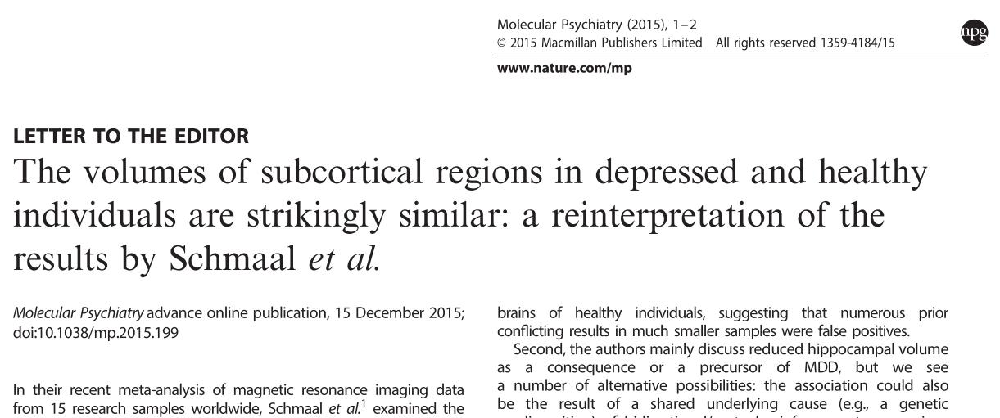 Molecular Psychiatry (2015), 1–2
© 2015 Macmillan Publishers Limited All rights reserved 1359-4184/15
npg
www.nature.com/mp
LETTER TO THE EDITOR
The volumes of subcortical regions in depressed and healthy
individuals are strikingly similar: a reinterpretation of the
results by Schmaal et al.
Molecular Psychiatry advance online publication, 15 December 2015;
doi:10.1038/mp.2015.199
In their recent meta-analysis of magnetic resonance imaging data
from 15 research samples worldwide, Schmaal et al.1 examined the
brains of healthy individuals, suggesting that numerous prior
conflicting results in much smaller samples were false positives.
Second, the authors mainly discuss reduced hippocampal volume
as a consequence or a precursor of MDD, but we see
a number of alternative possibilities: the association could also
be the result of a shared underlying cause (e.g., a genetic